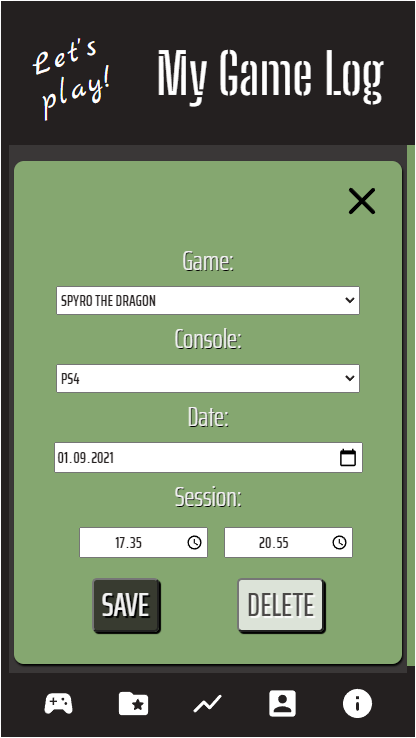 Let's
play!
My Game Log
Game:
SPYRO THE DRAGON
Console:
PS4
Date:
01.09.2021
Session:
17.35 20.55
SAVE DELETE